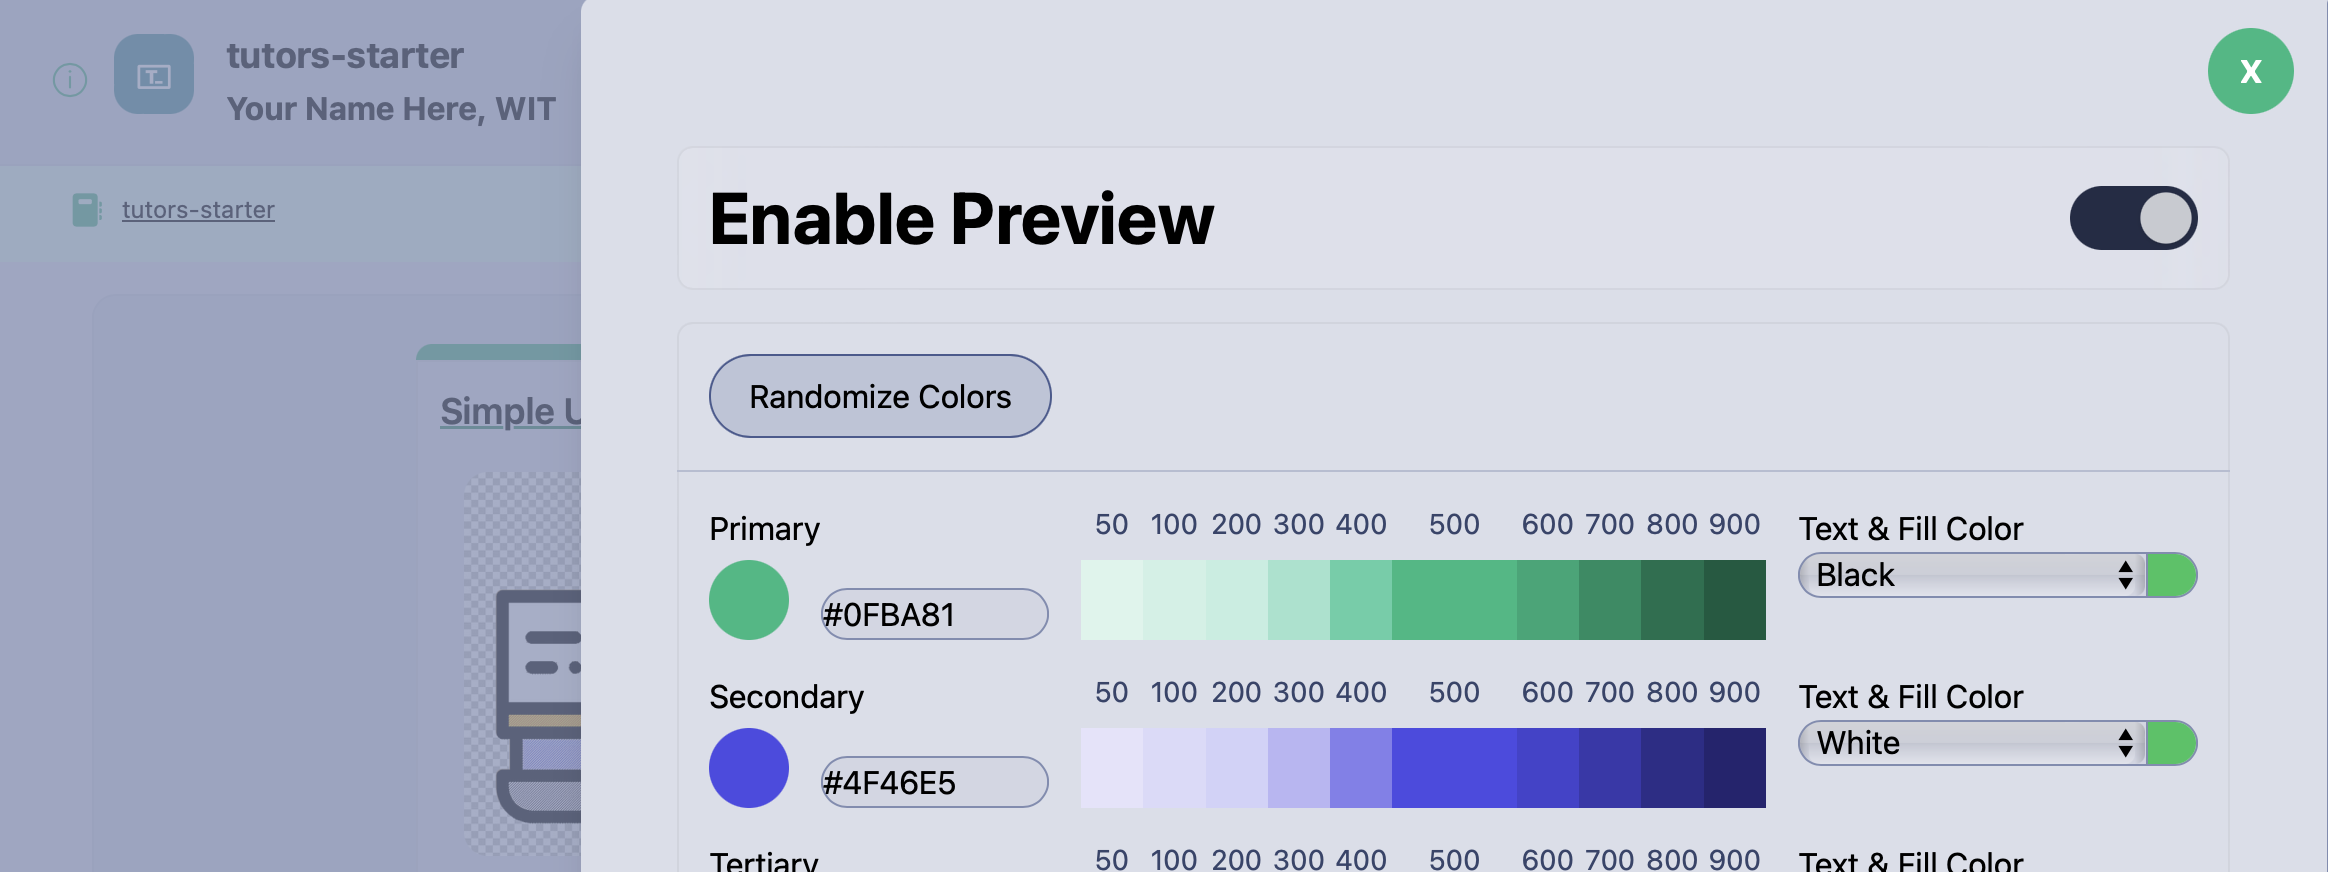 tutors-starter
Your Name Here, WIT
X
tutors-starter
Enable Preview
Simple U
Randomize Colors
Primary
50 100 200 300 400 500 600 700 800 900
Text & Fill Color
#0FBA81
Black
Secondary
50 100 200 300 400 500 600 700 800 900
Text & Fill Color
#4F46E5
White
Tertiary
50 100 200 300 400 500 600 700 800 900
Text & Fill Color